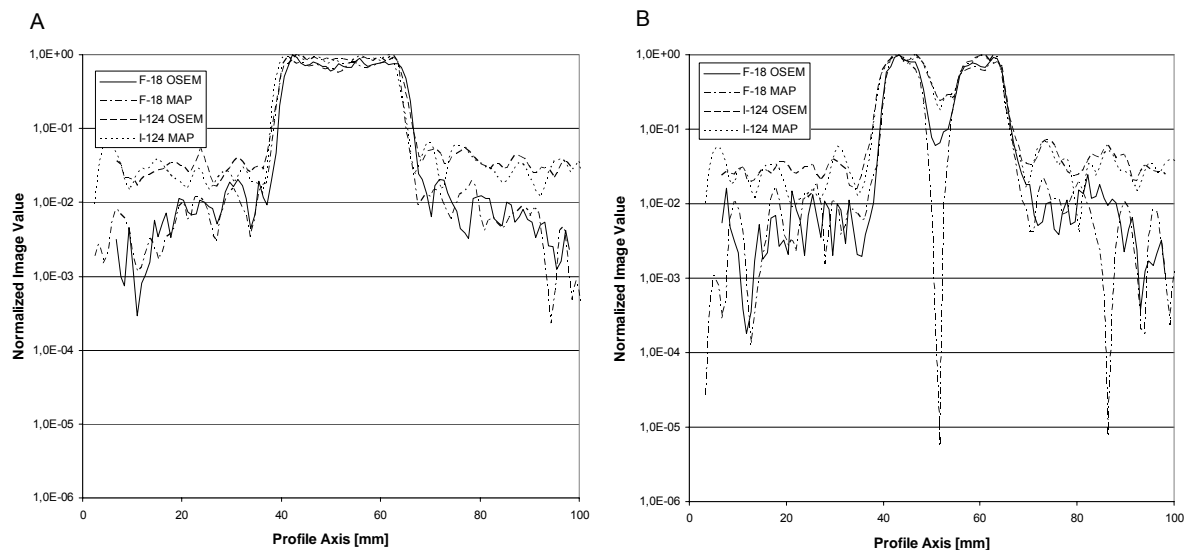 A
1,0E+00
1,0E-01
1,0E-02
1,0E-03
1,0E-04
1,0E-05
1,0E-06
Normalized Image Value
F-18 OSEM
F-18 MAP
I-124 OSEM
I-124 MAP
0 20 40 60 80 100
Profile Axis [mm]
B
1,0E+00
1,0E-01
1,0E-02
1,0E-03
1,0E-04
1,0E-05
1,0E-06
Normalized Image Value
F-18 OSEM
F-18 MAP
I-124 OSEM
I-124 MAP
0 20 40 60 80 100
Profile Axis [mm]